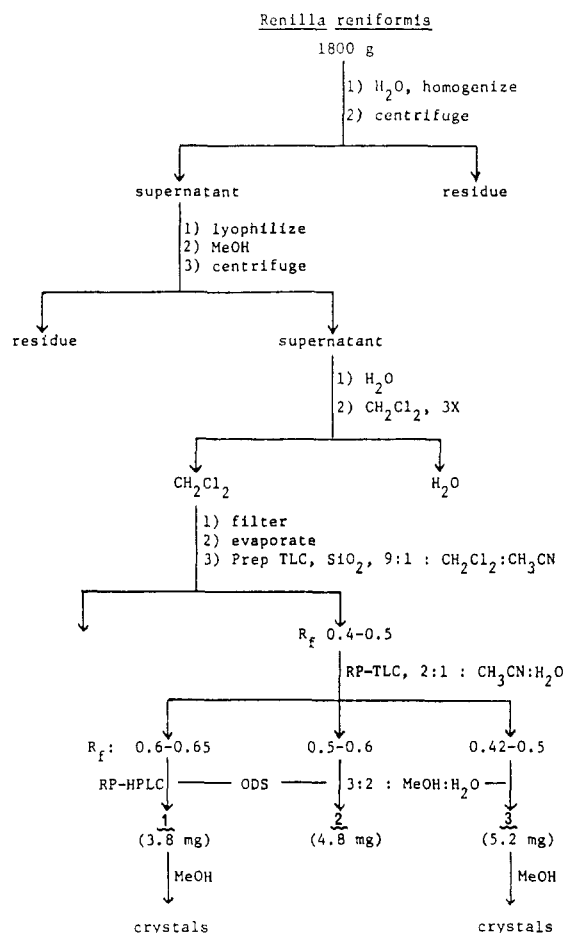 Renilla reniformis
1800 g
1) H2O, homogenize
2) centrifuge
supernatant residue
1) lyophilize
2) MeOH
3) centrifuge
residue supernatant
1) H2O
2) CH2Cl2, 3X
CH2Cl2 H2O
1) filter
2) evaporate
3) Prep TLC, SiO2, 9:1 : CH2Cl2:CH3CN
Rf 0.4-0.5
RP-TLC, 2:1 : CH3CN:H2O
Rf: 0.6-0.65 0.5-0.6 0.42-0.5
RP-HPLC ODS 3:2 : MeOH:H2O
1 2 3
(3.8 mg) (4.8 mg) (5.2 mg)
MeOH MeOH
crystals crystals